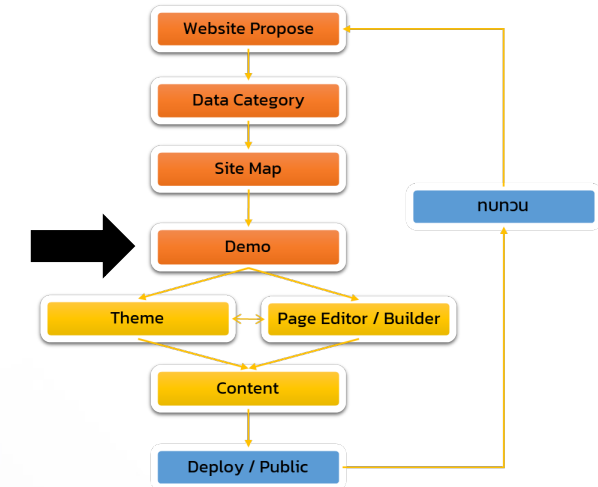 Website Propose
Data Category
Site Map
ทบทวน
Demo
Theme
Page Editor / Builder
Content
Deploy / Public